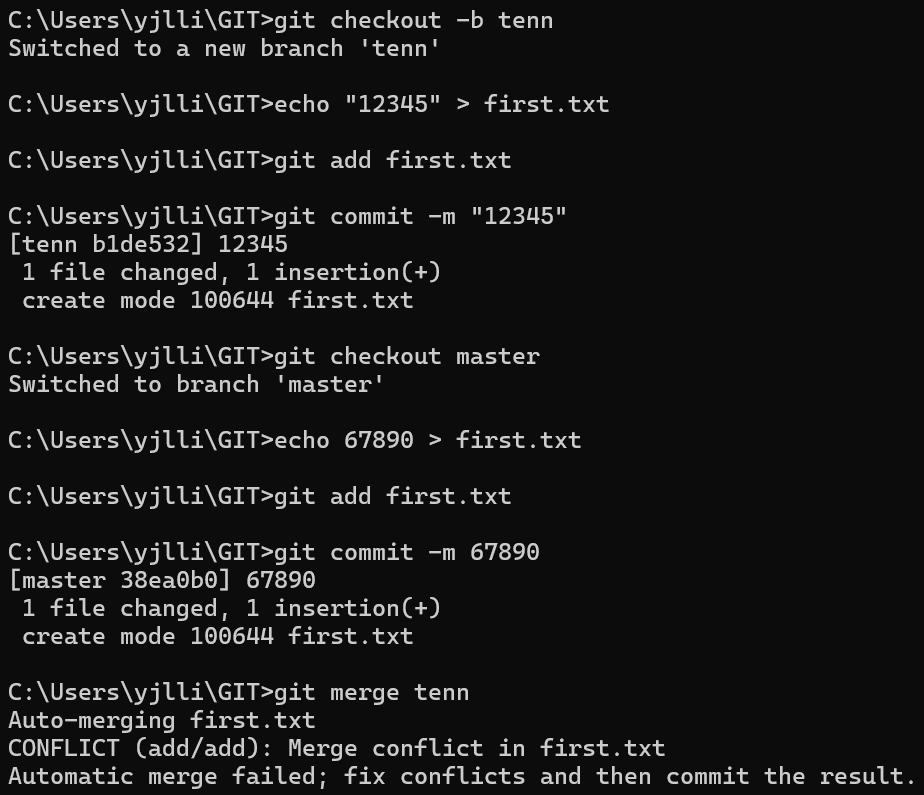 C:\Users\yjlli\GIT>git checkout -b tenn
Switched to a new branch 'tenn'
C:\Users\yjlli\GIT>echo "12345" > first.txt
C:\Users\yjlli\GIT>git add first.txt
C:\Users\yjlli\GIT>git commit -m "12345"
[tenn b1de532] 12345
 1 file changed, 1 insertion(+)
 create mode 100644 first.txt
C:\Users\yjlli\GIT>git checkout master
Switched to branch 'master'
C:\Users\yjlli\GIT>echo 67890 > first.txt
C:\Users\yjlli\GIT>git add first.txt
C:\Users\yjlli\GIT>git commit -m 67890
[master 38ea0b0] 67890
 1 file changed, 1 insertion(+)
 create mode 100644 first.txt
C:\Users\yjlli\GIT>git merge tenn
Auto-merging first.txt
CONFLICT (add/add): Merge conflict in first.txt
Automatic merge failed; fix conflicts and then commit the result.